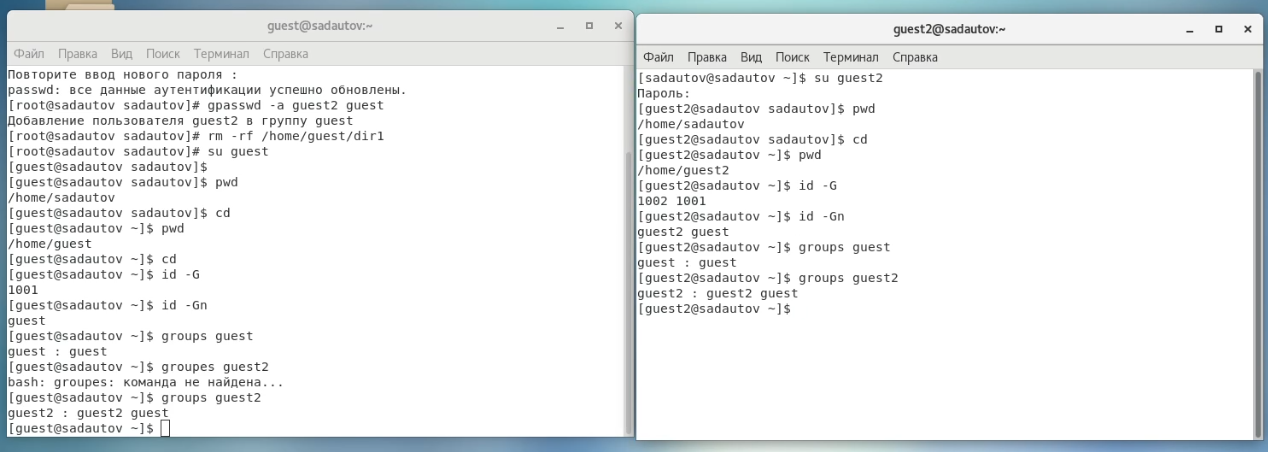 guest@sadautov:~
Файл Правка Вид Поиск Терминал Справка
Повторите ввод нового пароля :
passwd: все данные аутентификации успешно обновлены.
[root@sadautov sadautov]# gpasswd -a guest2 guest
Добавление пользователя guest2 в группу guest
[root@sadautov sadautov]# rm -rf /home/guest/dir1
[root@sadautov sadautov]# su guest
[guest@sadautov sadautov]$
[guest@sadautov sadautov]$ pwd
/home/sadautov
[guest@sadautov sadautov]$ cd
[guest@sadautov ~]$ pwd
/home/guest
[guest@sadautov ~]$ cd
[guest@sadautov ~]$ id -G
1001
[guest@sadautov ~]$ id -Gn
guest
[guest@sadautov ~]$ groups guest
guest : guest
[guest@sadautov ~]$ groupes guest2
bash: groupes: команда не найдена...
[guest@sadautov ~]$ groups guest2
guest2 : guest2 guest
[guest@sadautov ~]$
guest2@sadautov:~
Файл Правка Вид Поиск Терминал Справка
[sadautov@sadautov ~]$ su guest2
Пароль:
[guest2@sadautov sadautov]$ pwd
/home/sadautov
[guest2@sadautov sadautov]$ cd
[guest2@sadautov ~]$ pwd
/home/guest2
[guest2@sadautov ~]$ id -G
1002 1001
[guest2@sadautov ~]$ id -Gn
guest2 guest
[guest2@sadautov ~]$ groups guest
guest : guest
[guest2@sadautov ~]$ groups guest2
guest2 : guest2 guest
[guest2@sadautov ~]$